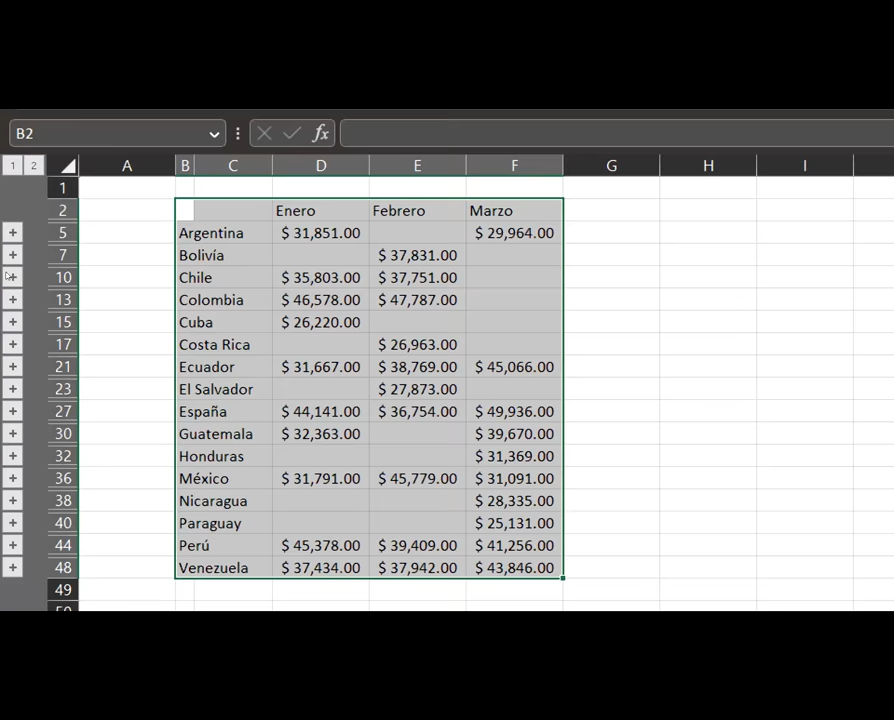 B2 fx
1 2 A B C D E F G H I
1
2 Enero Febrero Marzo
5 Argentina $ 31,851.00 $ 29,964.00
7 Bolivía $ 37,831.00
10 Chile $ 35,803.00 $ 37,751.00
13 Colombia $ 46,578.00 $ 47,787.00
15 Cuba $ 26,220.00
17 Costa Rica $ 26,963.00
21 Ecuador $ 31,667.00 $ 38,769.00 $ 45,066.00
23 El Salvador $ 27,873.00
27 España $ 44,141.00 $ 36,754.00 $ 49,936.00
30 Guatemala $ 32,363.00 $ 39,670.00
32 Honduras $ 31,369.00
36 México $ 31,791.00 $ 45,779.00 $ 31,091.00
38 Nicaragua $ 28,335.00
40 Paraguay $ 25,131.00
44 Perú $ 45,378.00 $ 39,409.00 $ 41,256.00
48 Venezuela $ 37,434.00 $ 37,942.00 $ 43,846.00
49